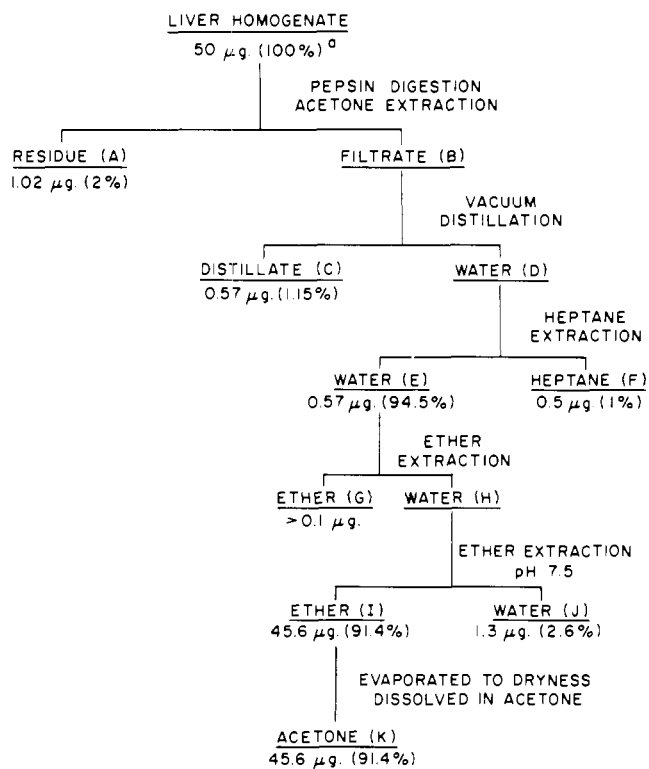 LIVER HOMOGENATE
50 µg. (100%) a
PEPSIN DIGESTION
ACETONE EXTRACTION
RESIDUE (A)
1.02 µg. (2%)
FILTRATE (B)
VACUUM
DISTILLATION
DISTILLATE (C)
0.57 µg. (1.15%)
WATER (D)
HEPTANE
EXTRACTION
WATER (E)
0.57 µg. (94.5%)
HEPTANE (F)
0.5 µg. (1%)
ETHER
EXTRACTION
ETHER (G)
>0.1 µg.
WATER (H)
ETHER EXTRACTION
pH 7.5
ETHER (I)
45.6 µg. (91.4%)
WATER (J)
1.3 µg. (2.6%)
EVAPORATED TO DRYNESS
DISSOLVED IN ACETONE
ACETONE (K)
45.6 µg. (91.4%)